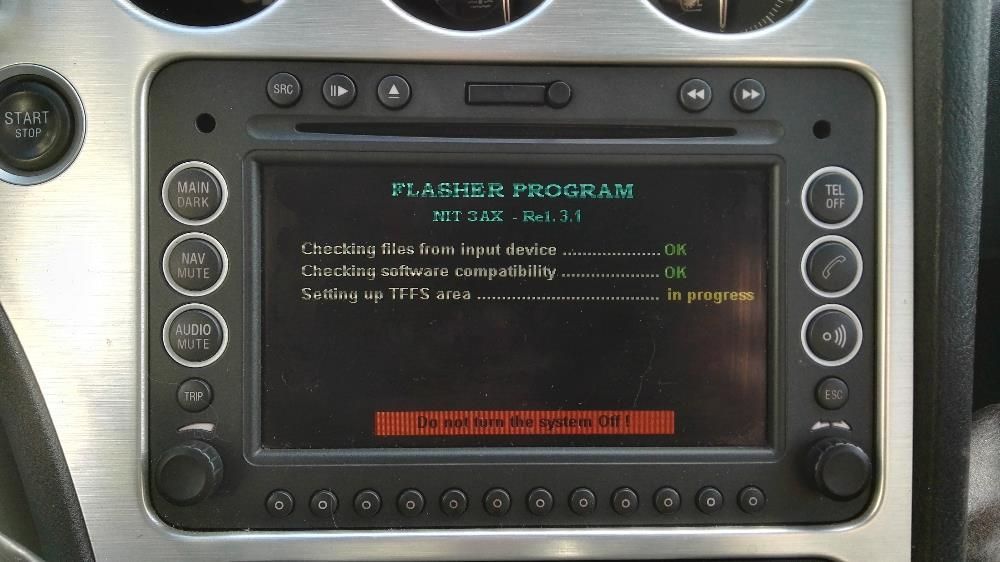 SRC
START
STOP
MAIN
DARK
TEL
OFF
FLASHER PROGRAM
NIT 3AX - Rel. 3.1
NAV
MUTE
Checking files from input device .................... OK
Checking software compatibility .................... OK
Setting up TFFS area ..................................... in progress
AUDIO
MUTE
TRIP
ESC
Do not turn the system Off !